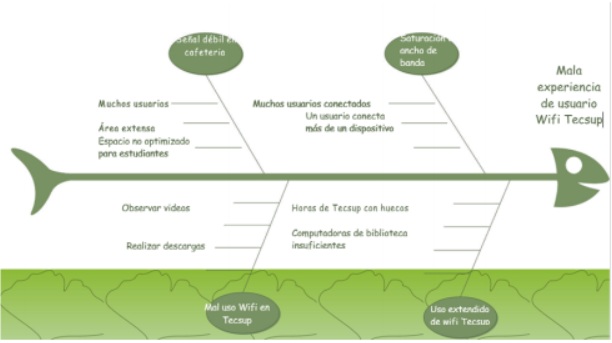 Señal débil en
cafeteria
Saturación
ancho de
banda
Mala
experiencia
de usuario
Wifi Tecsup
Muchos usuarios
Área extensa
Espacio no optimizado
para estudiantes
Muchos usuarios conectados
Un usuario conecta
más de un dispositivo
Observar videos
Realizar descargas
Horas de Tecsup con huecos
Computadoras de biblioteca
insuficientes
Mal uso Wifi en
Tecsup
Uso extendido
de wifi Tecsup